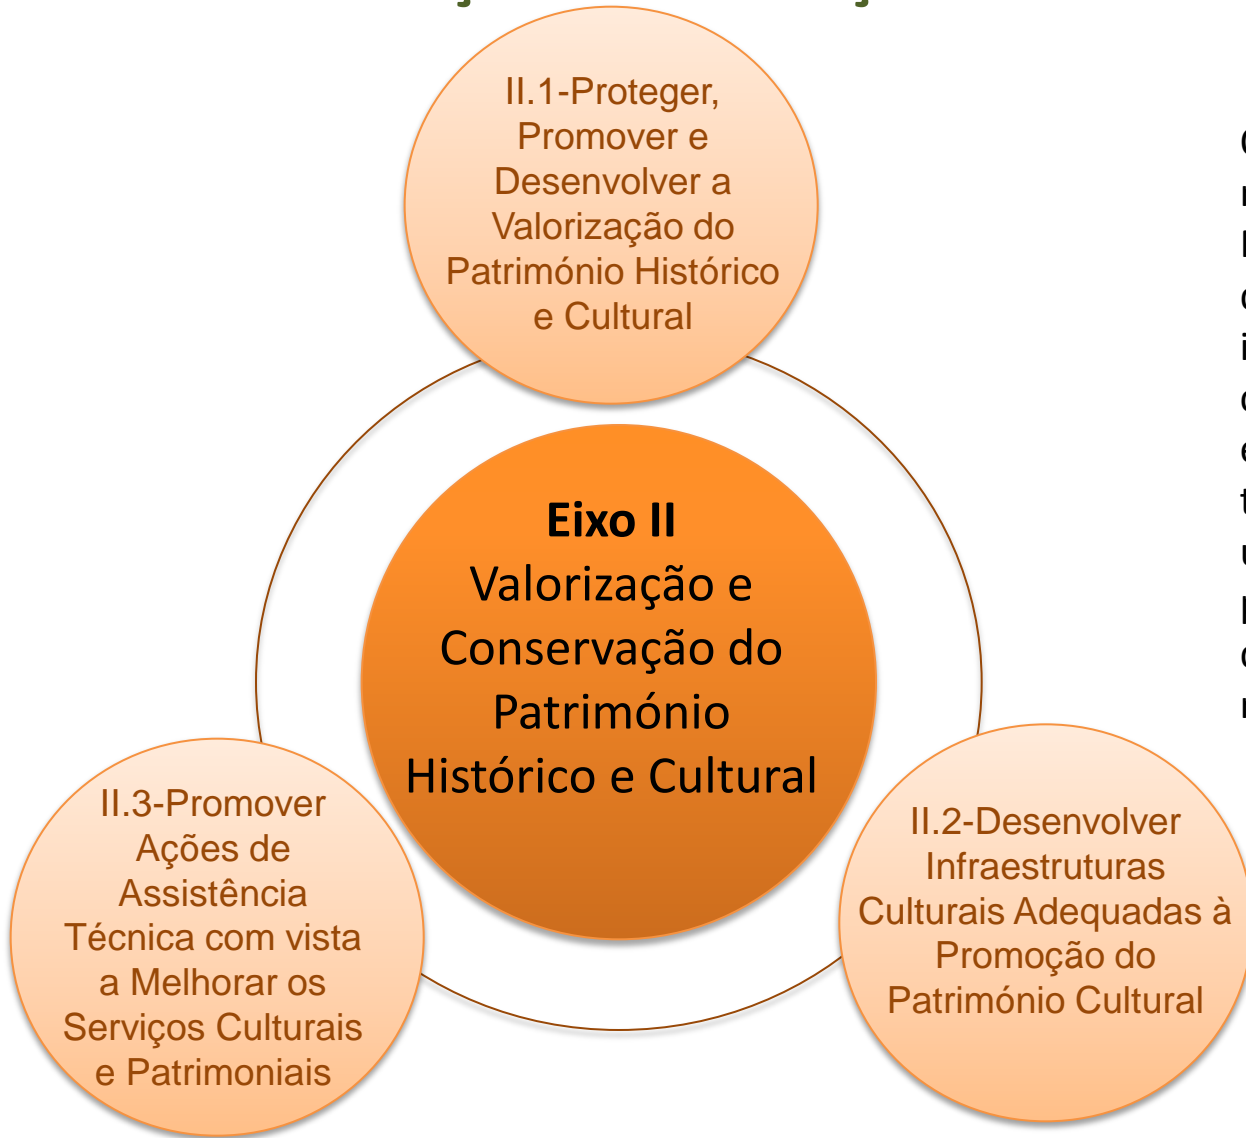 II.1-Proteger,
Promover e
Desenvolver a
Valorização do
Património Histórico
e Cultural
Eixo II
Valorização e
Conservação do
Património
Histórico e Cultural
II.3-Promover
Ações de
Assistência
Técnica com vista
a Melhorar os
Serviços Culturais
e Patrimoniais
II.2-Desenvolver
Infraestruturas
Culturais Adequadas à
Promoção do
Património Cultural